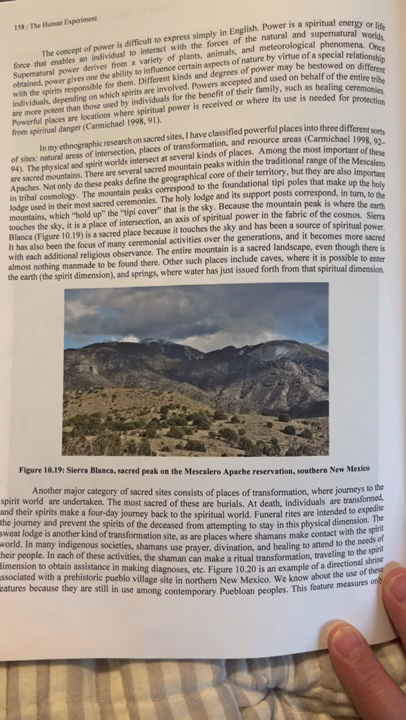 158 | The Human Experiment
The concept of power is difficult to express simply in English. Power is a spiritual energy or life
force that enables an individual to interact with the forces of the natural and supernatural worlds.
Supernatural power derives from a variety of plants, animals, and meteorological phenomena. Once
obtained, power gives one the ability to influence certain aspects of nature by virtue of a special relationship
with the spirits responsible for them. Different kinds and degrees of power may be bestowed on different
individuals, depending on which spirits are involved. Powers accepted and used on behalf of the entire tribe
are more potent than those used by individuals for the benefit of their family, such as healing ceremonies.
Powerful places are locations where spiritual power is received or where its use is needed for protection
from spiritual danger (Carmichael 1998, 91).
In my ethnographic research on sacred sites, I have classified powerful places into three different sorts
of sites: natural areas of intersection, places of transformation, and resource areas (Carmichael 1998, 92–
94). The physical and spirit worlds intersect at several kinds of places. Among the most important of these
are sacred mountains. There are several sacred mountain peaks within the traditional range of the Mescalero
Apaches. Not only do these peaks define the geographical core of their territory, but they are also important
in tribal cosmology. The mountain peaks correspond to the foundational tipi poles that make up the holy
lodge used in their most sacred ceremonies. The holy lodge and its support posts correspond, in turn, to the
mountains, which “hold up” the “tipi cover” that is the sky. Because the mountain peak is where the earth
touches the sky, it is a place of intersection, an axis of spiritual power in the fabric of the cosmos. Sierra
Blanca (Figure 10.19) is a sacred place because it touches the sky and has been a source of spiritual power.
It has also been the focus of many ceremonial activities over the generations, and it becomes more sacred
with each additional religious observance. The entire mountain is a sacred landscape, even though there is
almost nothing manmade to be found there. Other such places include caves, where it is possible to enter
the earth (the spirit dimension), and springs, where water has just issued forth from that spiritual dimension.
Figure 10.19: Sierra Blanca, sacred peak on the Mescalero Apache reservation, southern New Mexico
Another major category of sacred sites consists of places of transformation, where journeys to the
spirit world are undertaken. The most sacred of these are burials. At death, individuals are transformed,
and their spirits make a four-day journey back to the spiritual world. Funeral rites are intended to expedite
the journey and prevent the spirits of the deceased from attempting to stay in this physical dimension. The
sweat lodge is another kind of transformation site, as are places where shamans make contact with the spirit
world. In many indigenous societies, shamans use prayer, divination, and healing to attend to the needs of
their people. In each of these activities, the shaman can make a ritual transformation, traveling to the spirit
dimension to obtain assistance in making diagnoses, etc. Figure 10.20 is an example of a directional shrine
associated with a prehistoric pueblo village site in northern New Mexico. We know about the use of these
features because they are still in use among contemporary Puebloan peoples. This feature measures only